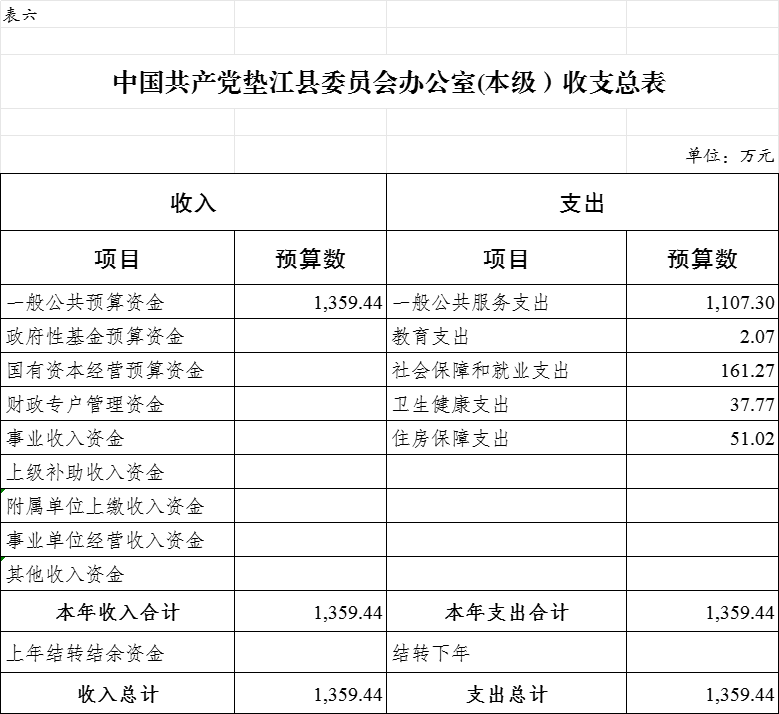 表六
中国共产党垫江县委员会办公室(本级）收支总表
单位：万元
收入 支出
项目 预算数 项目 预算数
一般公共预算资金 1,359.44 一般公共服务支出 1,107.30
政府性基金预算资金 教育支出 2.07
国有资本经营预算资金 社会保障和就业支出 161.27
财政专户管理资金 卫生健康支出 37.77
事业收入资金 住房保障支出 51.02
上级补助收入资金
附属单位上缴收入资金
事业单位经营收入资金
其他收入资金
本年收入合计 1,359.44 本年支出合计 1,359.44
上年结转结余资金 结转下年
收入总计 1,359.44 支出总计 1,359.44